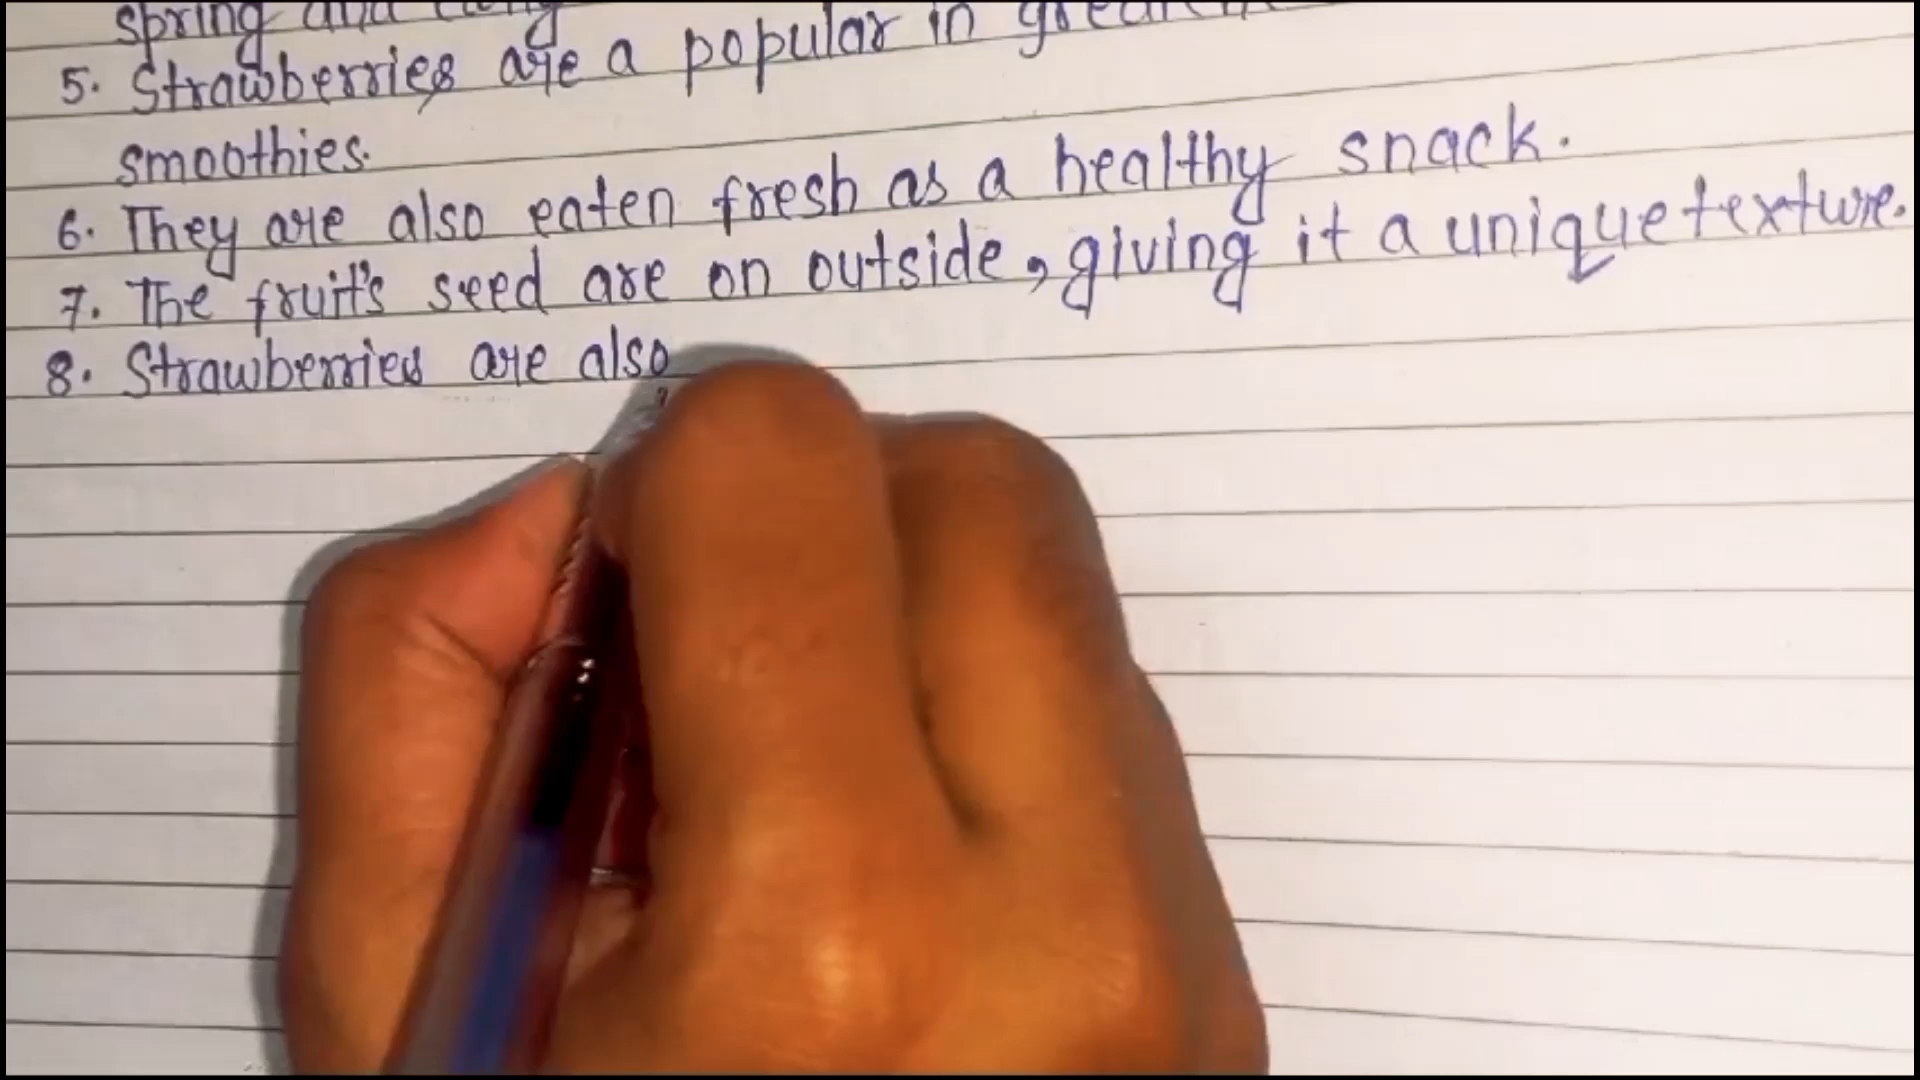 spring and
5. Strawberries are a popular in
smoothies.
6. They are also eaten fresh as a healthy snack.
7. The fruit's seed are on outside, giving it a unique texture.
8. Strawberries are also